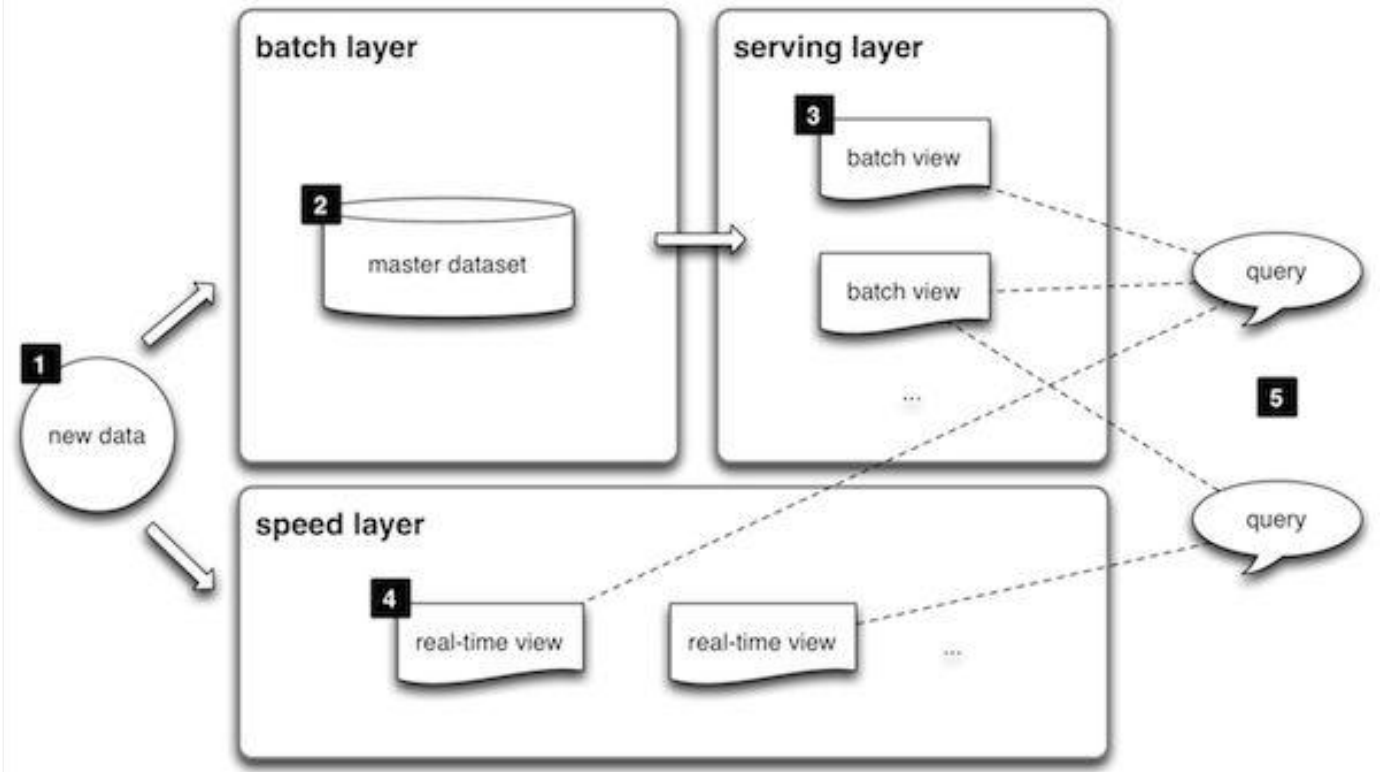 batch layer
serving layer
3
batch view
2
master dataset
batch view
query
1
new data
...
5
speed layer
query
4
real-time view
real-time view
...